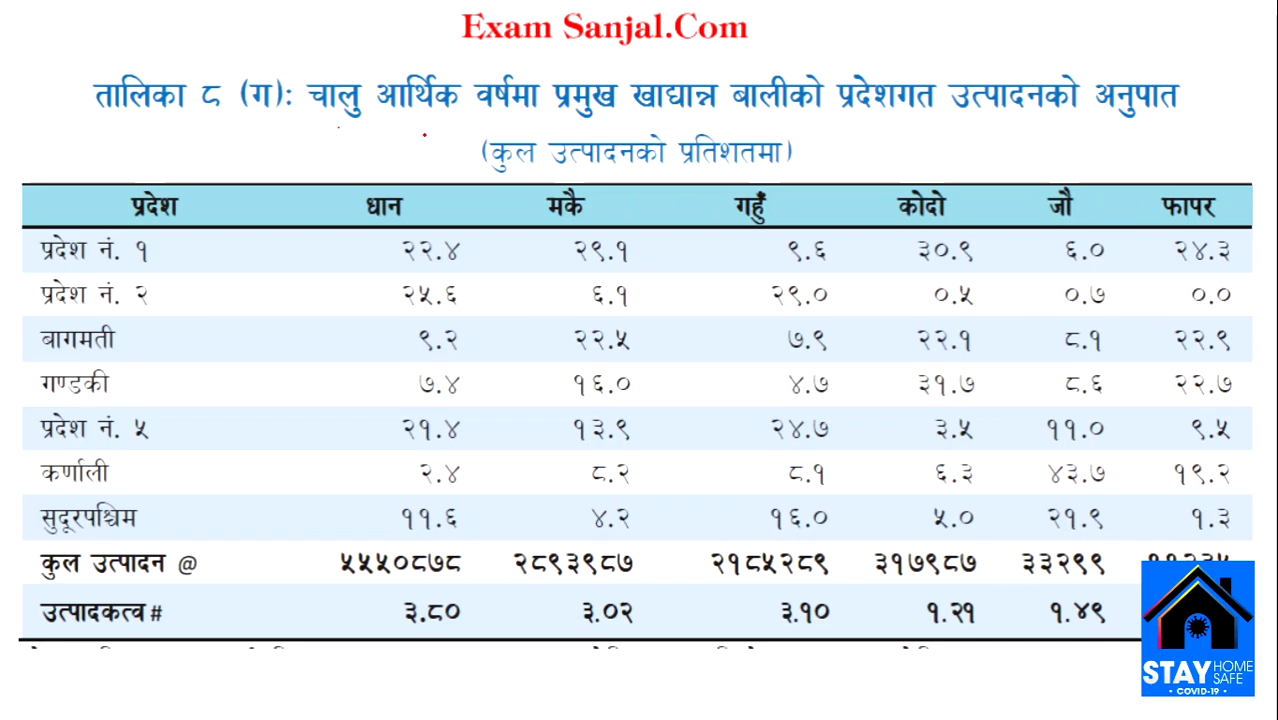 Exam Sanjal.Com
तालिका ८ (ग): चालु आर्थिक वर्षमा प्रमुख खाद्यान्न बालीको प्रदेशगत उत्पादनको अनुपात
(कुल उत्पादनको प्रतिशतमा)
प्रदेश धान मकै गहुँ कोदो जौ फापर
प्रदेश नं. १ २२.४ २९.१ ९.६ ३०.९ ६.० २४.३
प्रदेश नं. २ २५.६ ६.१ २९.० ०.५ ०.७ ०.०
बागमती ९.२ २२.५ ७.९ २२.१ ८.१ २२.९
गण्डकी ७.४ १६.० ४.७ ३१.७ ८.६ २२.७
प्रदेश नं. ५ २१.४ १३.९ २४.७ ३.५ ११.० ९.५
कर्णाली २.४ ८.२ ८.१ ६.३ ४३.७ १९.२
सुदूरपश्चिम ११.६ ४.२ १६.० ५.० २१.९ १.३
कुल उत्पादन @ ५५५०८७८ २८९३९८७ २१८५२८९ ३१७९८७ ३३२९९
उत्पादकत्व # ३.८० ३.०२ ३.१० १.२१ १.४९
STAY HOME SAFE
• COVID-19 •